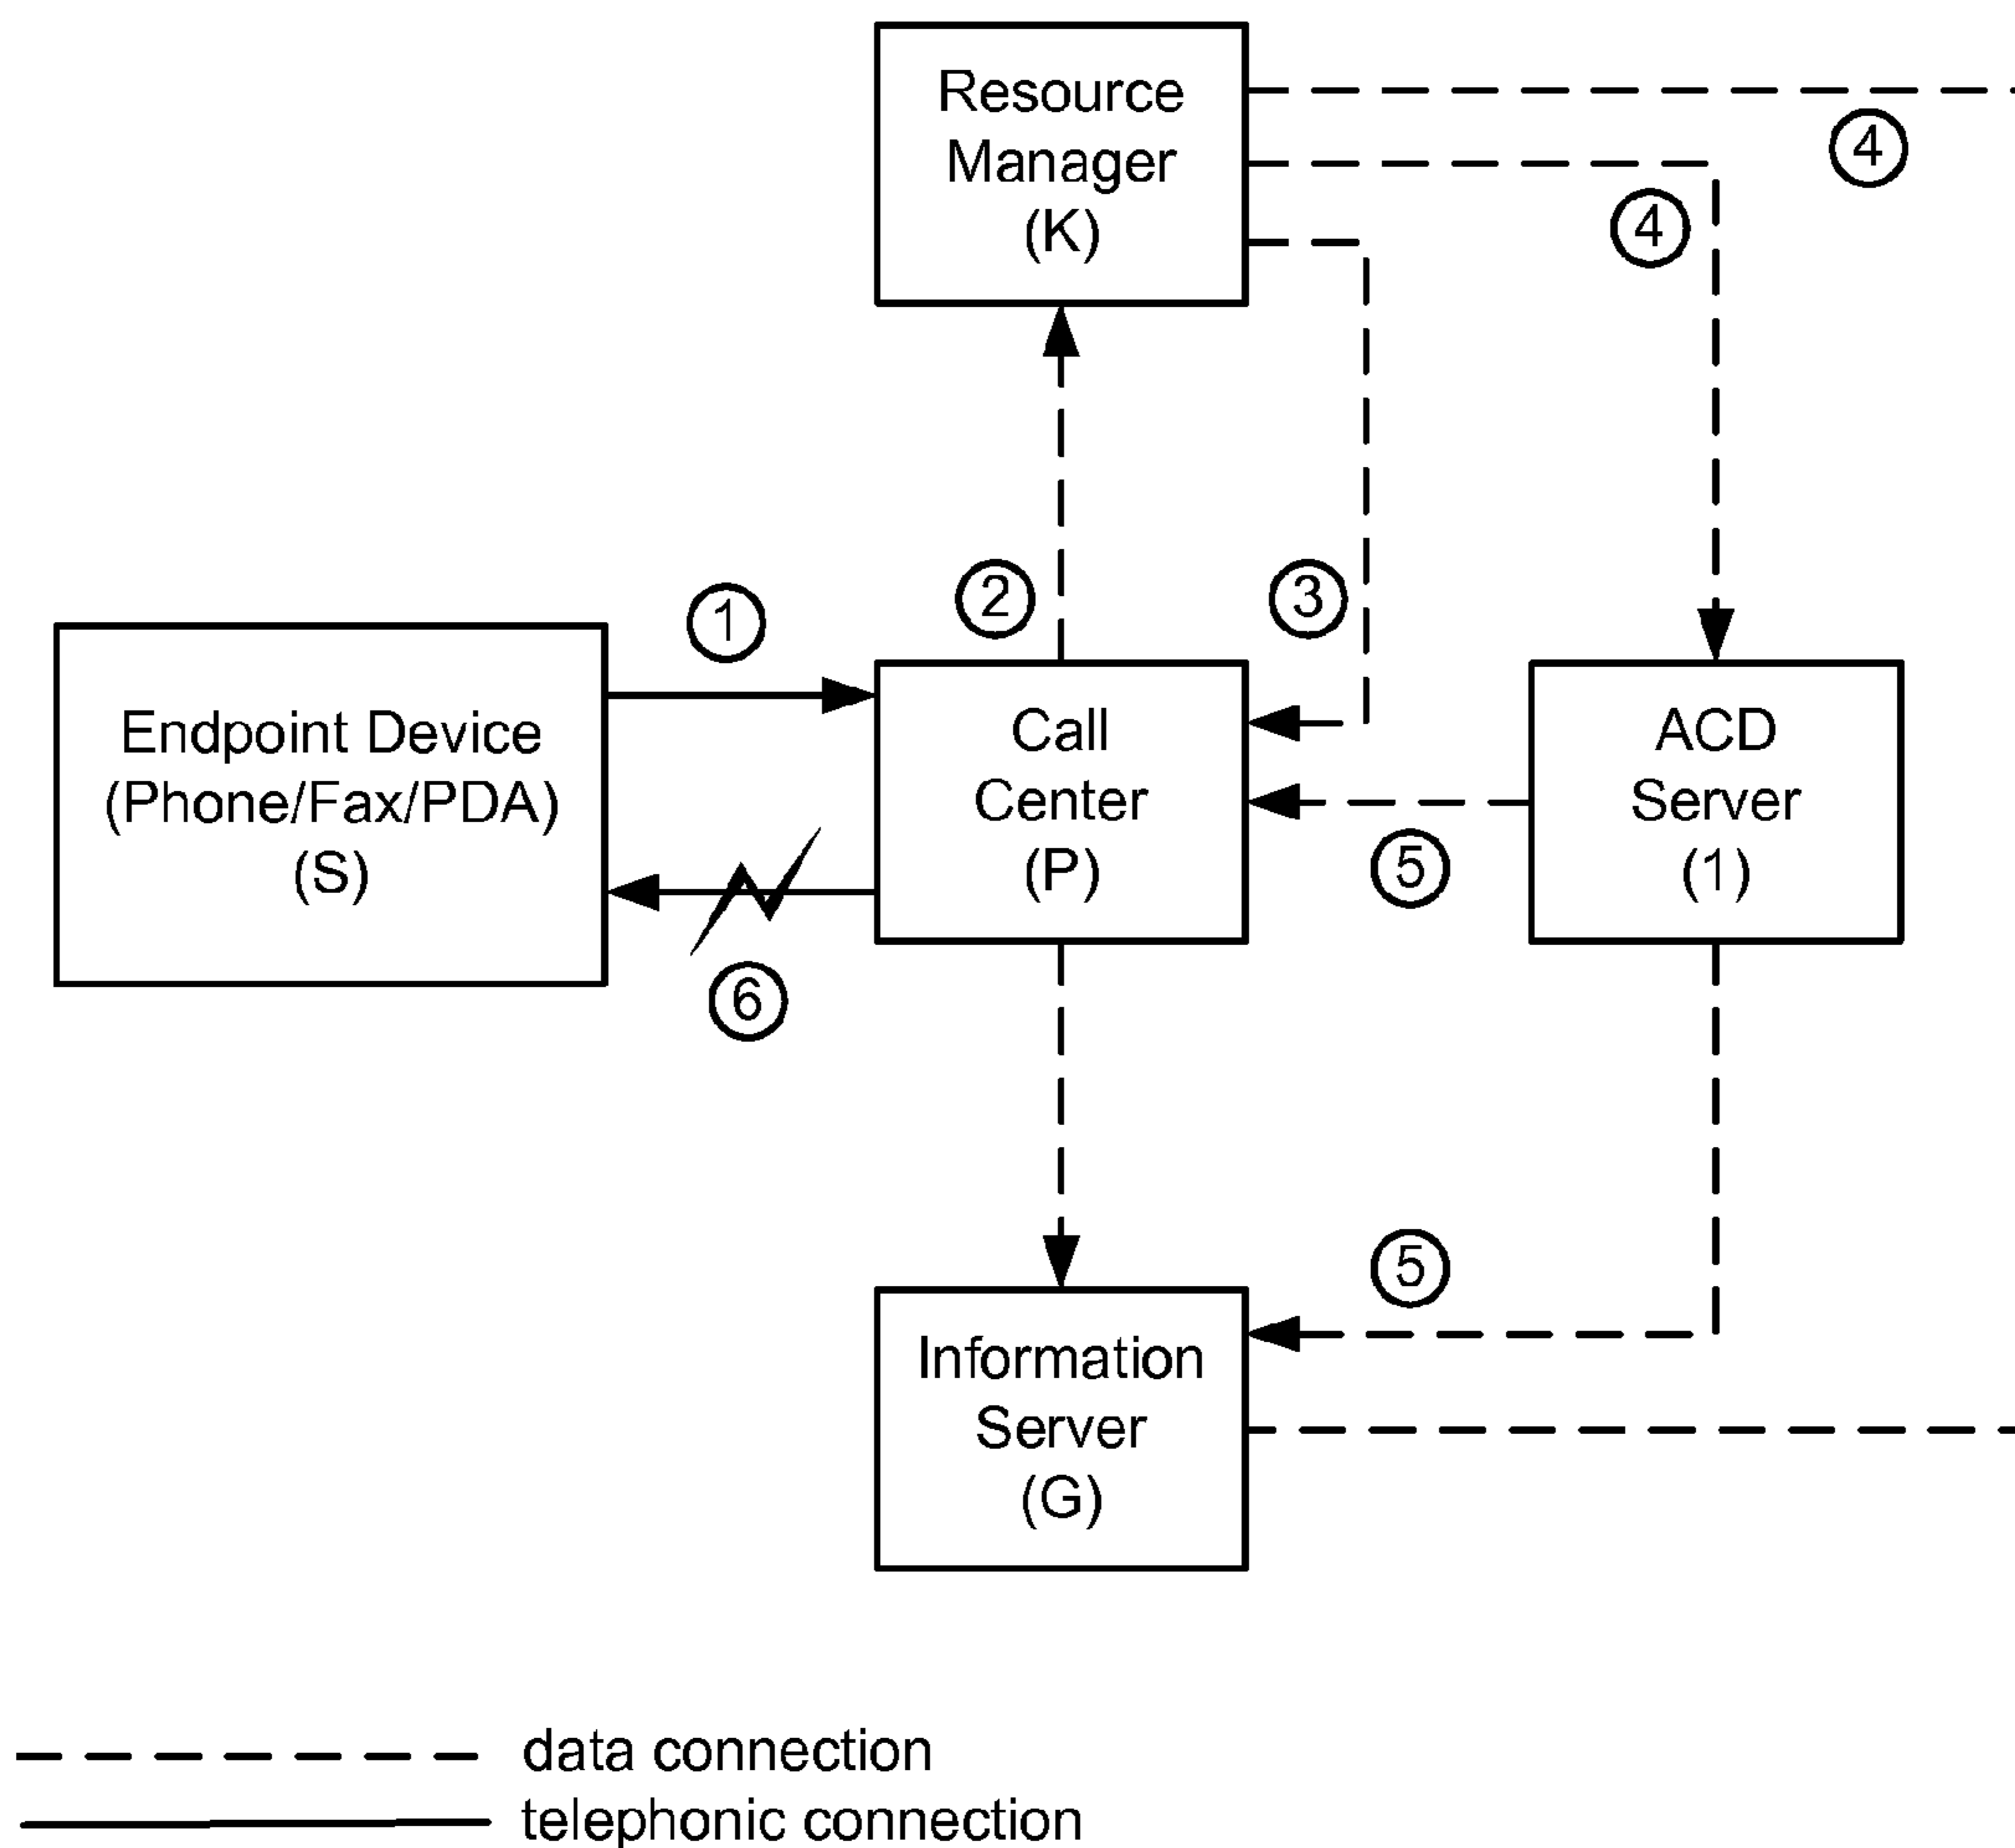 Resource
Manager
(K)
4
4
2
3
1
Endpoint Device
(Phone/Fax/PDA)
(S)
Call
Center
(P)
ACD
Server
(1)
5
6
5
Information
Server
(G)
data connection
telephonic connection